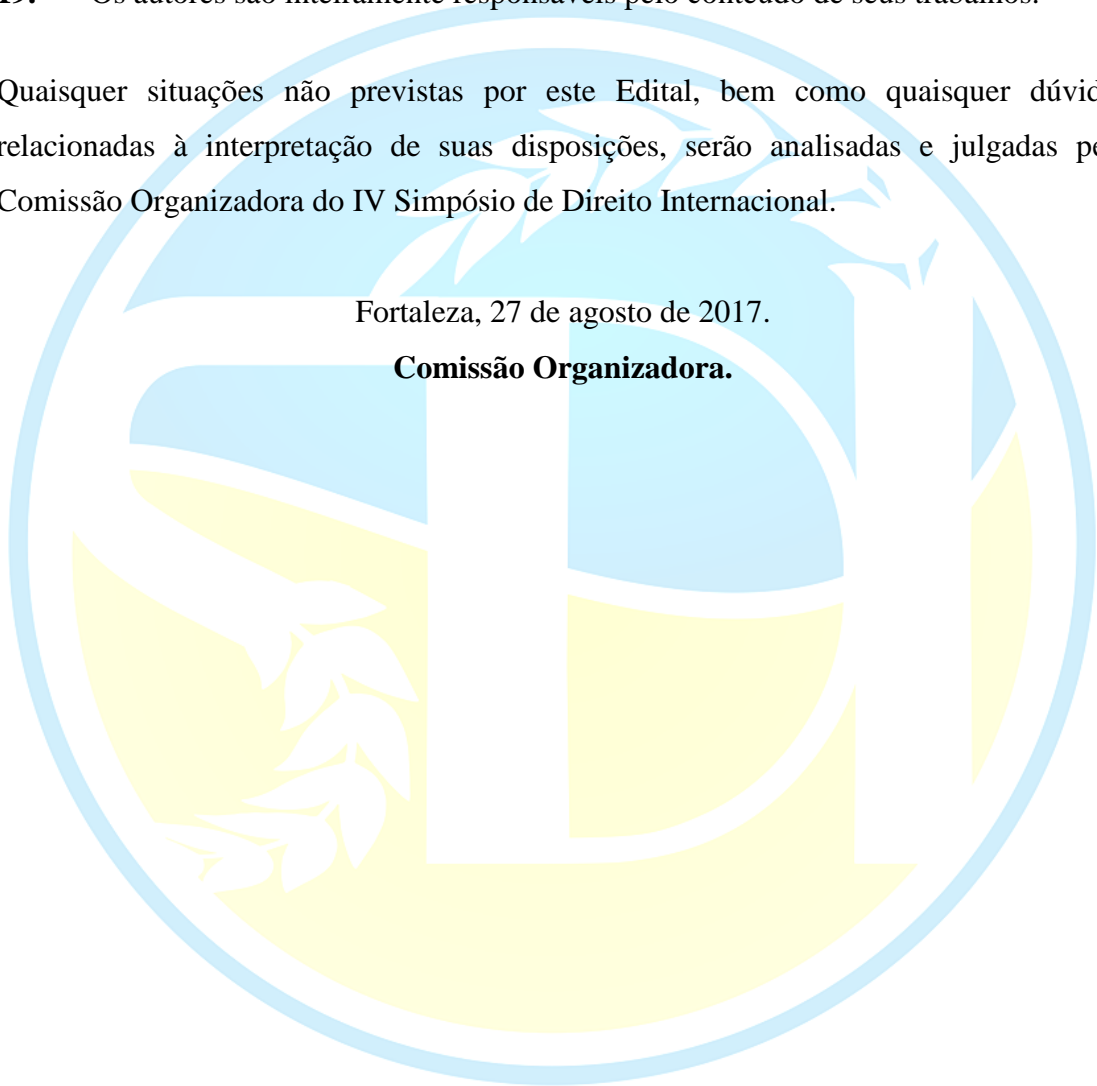 19. Os autores são inteiramente responsáveis pelo conteúdo de seus trabalhos.
Quaisquer situações não previstas por este Edital, bem como quaisquer
relacionadas à interpretação de suas disposições, serão analisadas e julgadas
Comissão Organizadora do IV Simpósio de Direito Internacional.
Fortaleza, 27 de agosto de 2017.
Comissão Organizadora.
SDI